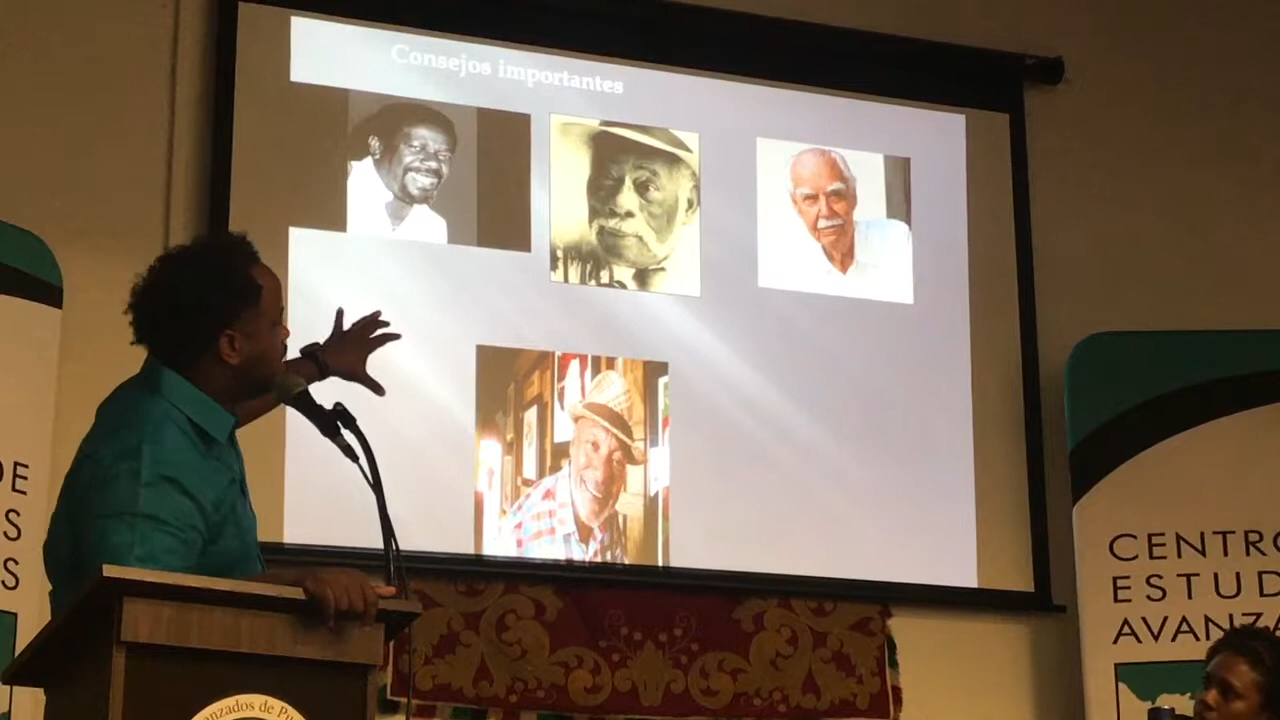 Consejos importantes
DE
S
S
CENTRO
ESTUD
AVANZA
anzados de Pu